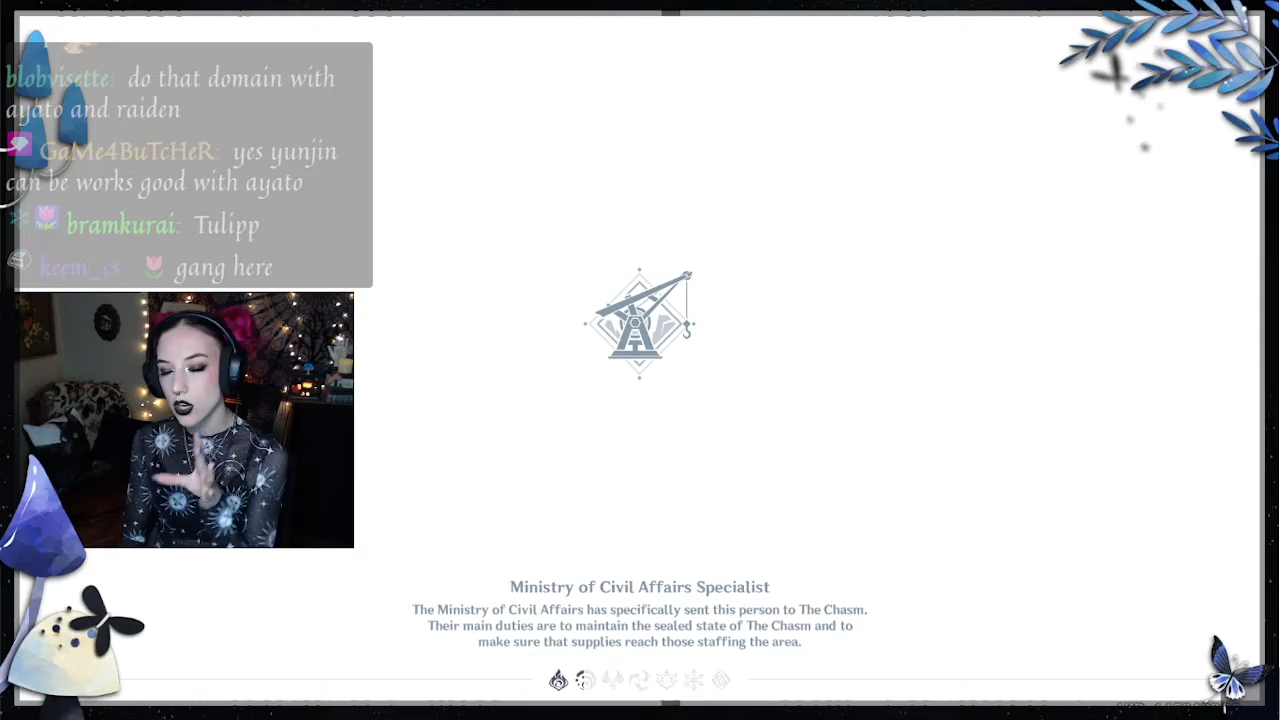 blobvisette: do that domain with
ayato and raiden
GaMe4BuTcHeR: yes yunjin
can be works good with ayato
bramkurai: Tulipp
keem_cs gang here
Ministry of Civil Affairs Specialist
The Ministry of Civil Affairs has specifically sent this person to The Chasm.
Their main duties are to maintain the sealed state of The Chasm and to
make sure that supplies reach those staffing the area.